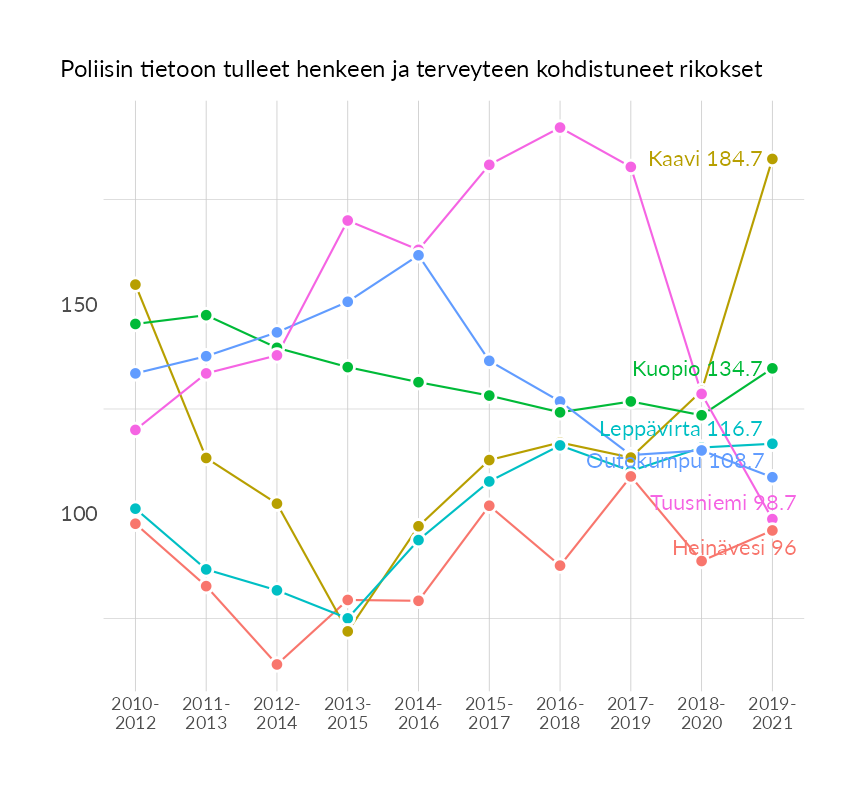 Poliisin tietoon tulleet henkeen ja terveyteen kohdistuneet rikokset
Kaavi 184.7
150
Kuopio 134.7
Leppävirta 116.7
Outokumpu 108.7
Tuusniemi 98.7
100
Heinävesi 96
2010-2012 2011-2013 2012-2014 2013-2015 2014-2016 2015-2017 2016-2018 2017-2019 2018-2020 2019-2021